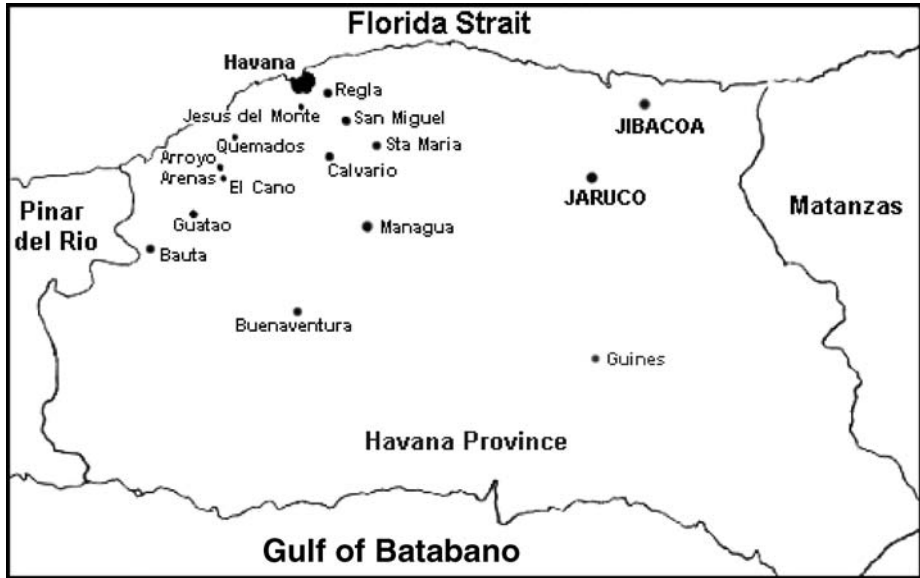 Florida Strait
Havana
Regla
Jesus del Monte
San Miguel
JIBACOA
Quemados
Sta Maria
Arroyo
Arenas
Calvario
El Cano
JARUCO
Pinar
del Rio
Guatao
Managua
Matanzas
Bauta
Buenaventura
Guines
Havana Province
Gulf of Batabano